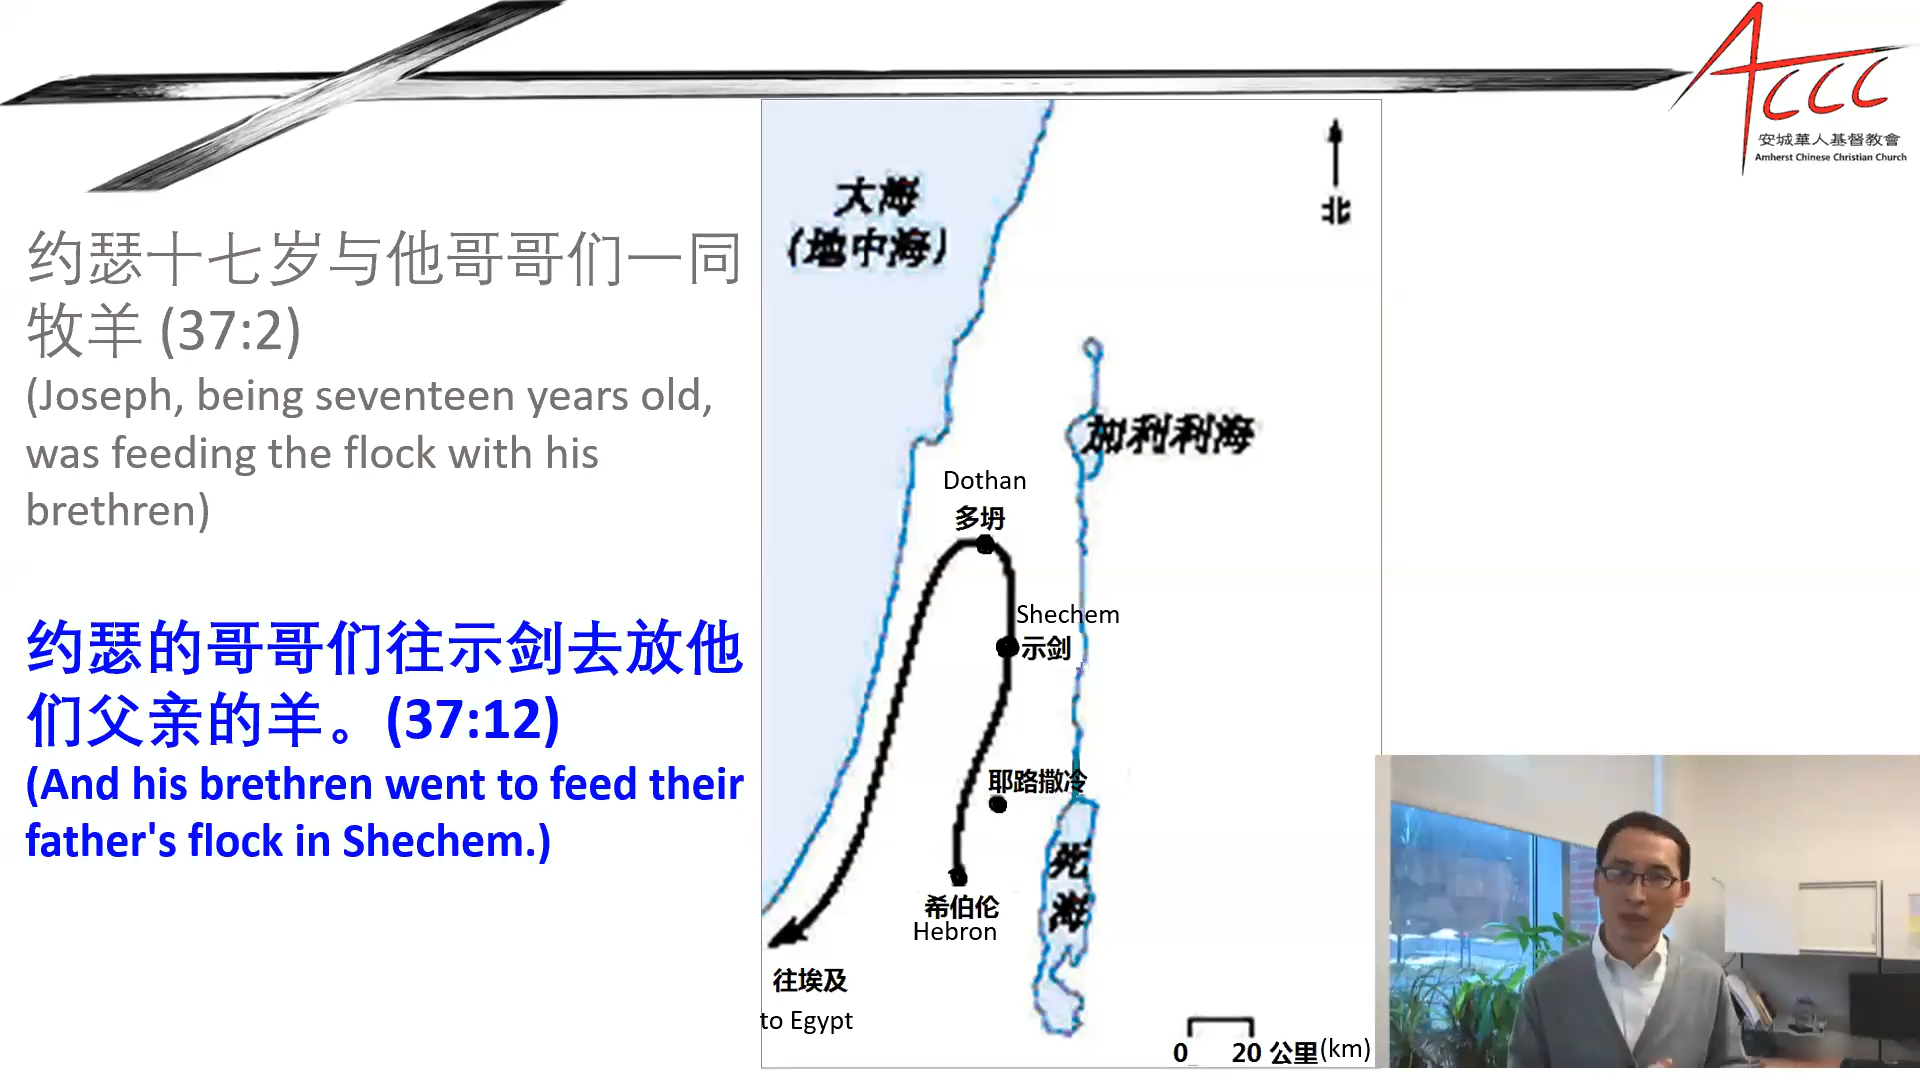 ACCC
安城華人基督教會
Amherst Chinese Christian Church
约瑟十七岁与他哥哥们一同
牧羊 (37:2)
(Joseph, being seventeen years old,
was feeding the flock with his
brethren)
约瑟的哥哥们往示剑去放他
们父亲的羊。(37:12)
(And his brethren went to feed their
father's flock in Shechem.)
大海
(地中海)
北
加利利海
Dothan
多坍
Shechem
示剑
耶路撒冷
死
海
希伯伦
Hebron
往埃及
to Egypt
0 20 公里(km)